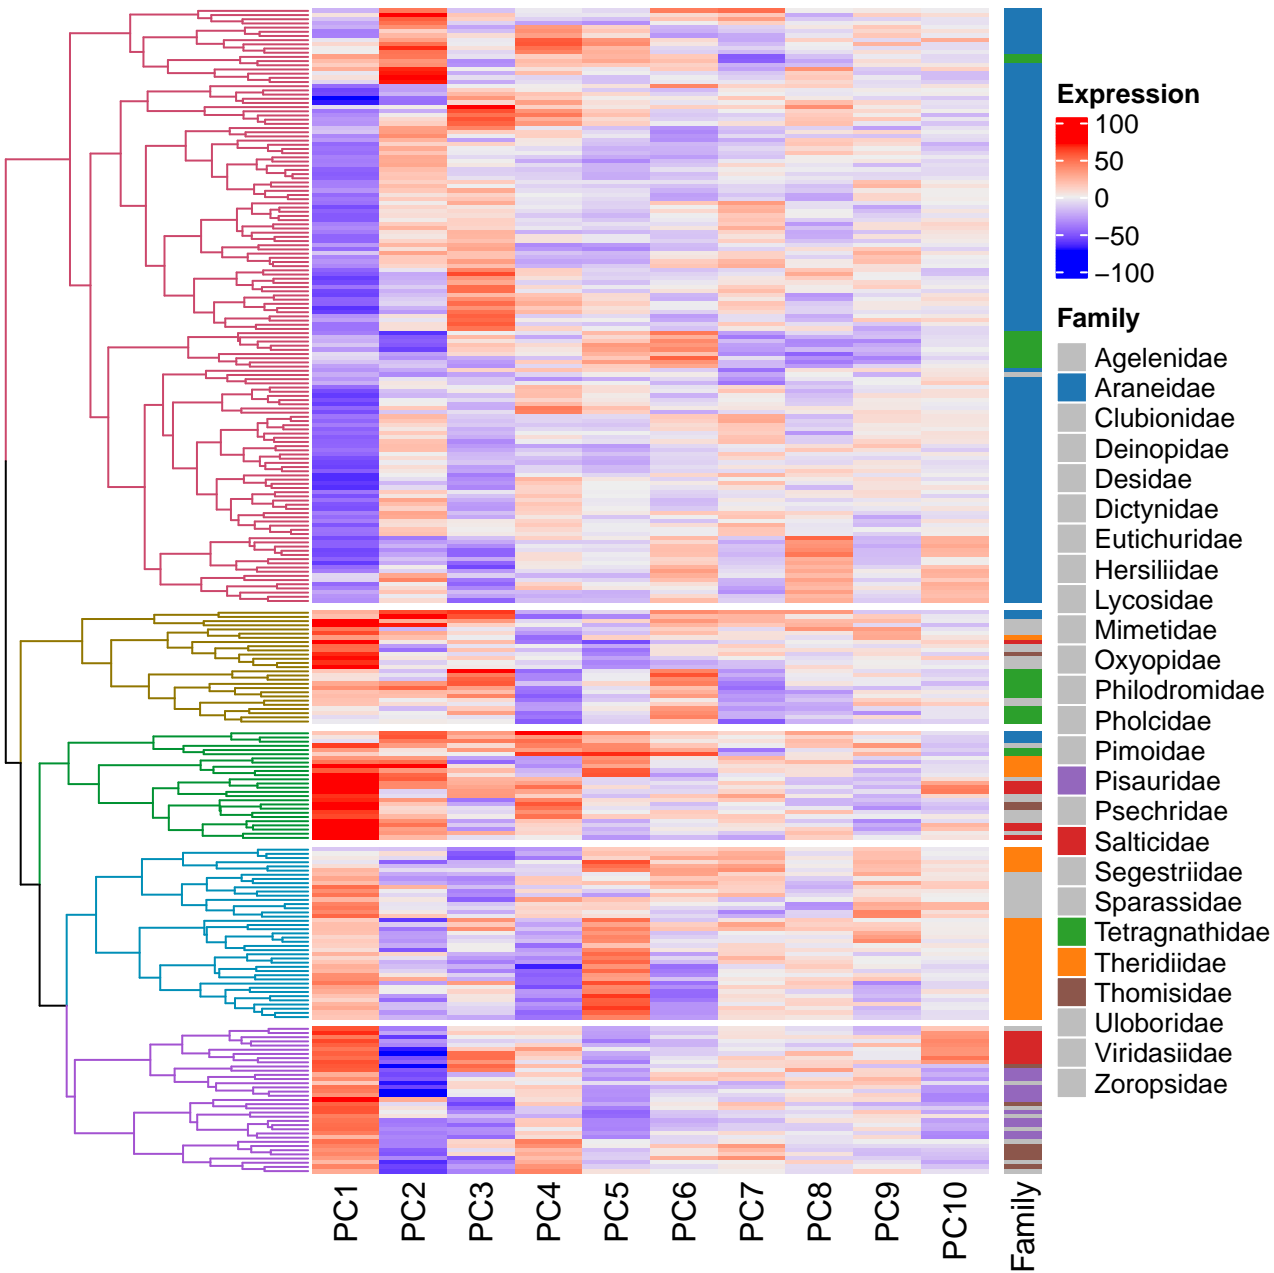 Expression
100
50
0
−50
−100
Family
Agelenidae
Araneidae
Clubionidae
Deinopidae
Desidae
Dictynidae
Eutichuridae
Hersiliidae
Lycosidae
Mimetidae
Oxyopidae
Philodromidae
Pholcidae
Pimoidae
Pisauridae
Psechridae
Salticidae
Segestriidae
Sparassidae
Tetragnathidae
Theridiidae
Thomisidae
Uloboridae
Viridasiidae
Zoropsidae
PC1
PC2
PC3
PC4
PC5
PC6
PC7
PC8
PC9
PC10
Family